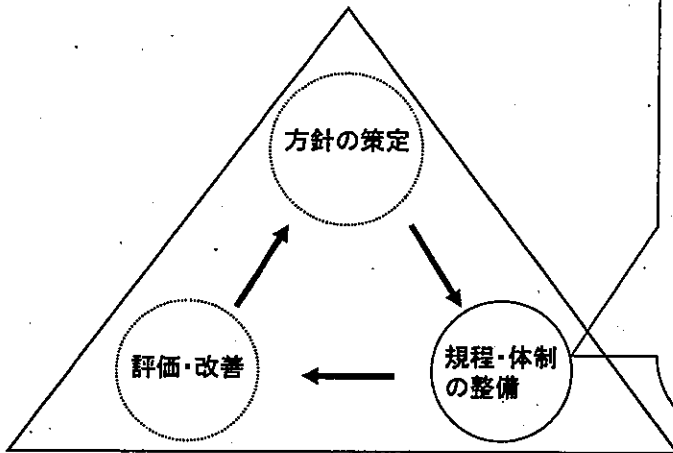 方針の策定
評価・改善
規程・体制
の整備